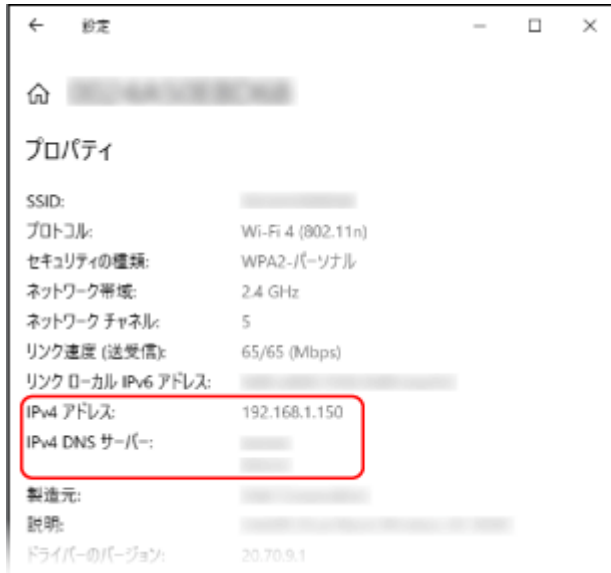 設定
プロパティ
SSID:
プロトコル: Wi-Fi 4 (802.11n)
セキュリティの種類: WPA2-パーソナル
ネットワーク帯域: 2.4 GHz
ネットワーク チャネル: 5
リンク速度 (送受信): 65/65 (Mbps)
リンク ローカル IPv6 アドレス:
IPv4 アドレス: 192.168.1.150
IPv4 DNS サーバー:
製造元:
説明:
ドライバーのバージョン: 20.70.9.1